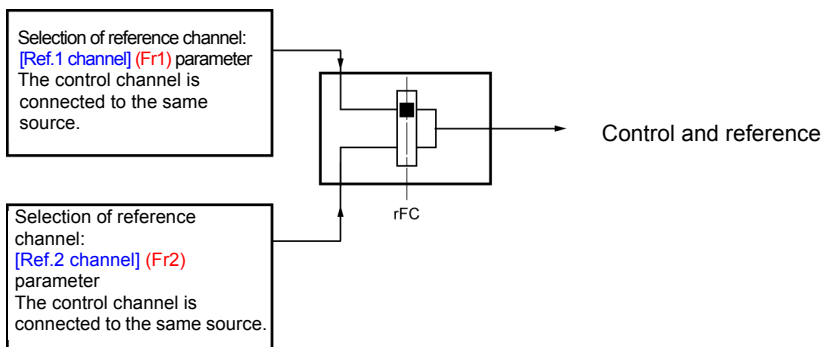 Selection of reference channel:
[Ref.1 channel] (Fr1) parameter
The control channel is
connected to the same
source.
Control and reference
rFC
Selection of reference
channel:
[Ref.2 channel] (Fr2)
parameter
The control channel is
connected to the same source.